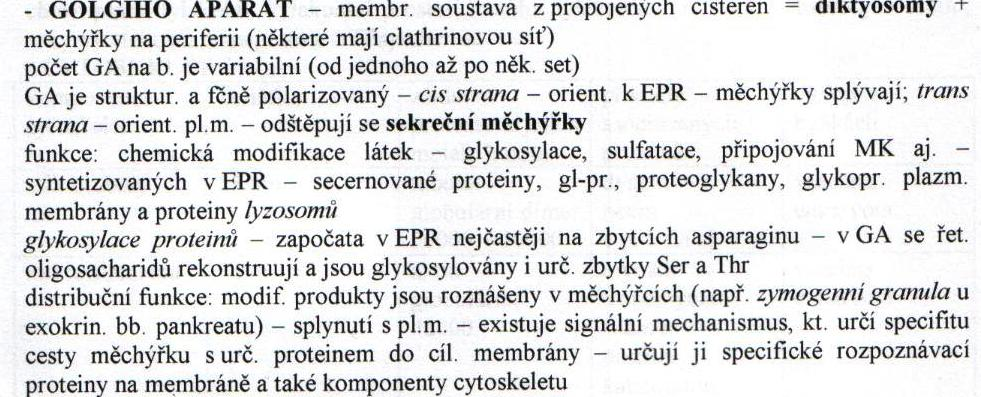 - GOLGIHO APARÁT – membr. soustava z propojených cisteren = diktyosomy +
měchýřky na periferii (některé mají clathrinovou síť)
počet GA na b. je variabilní (od jednoho až po něk. set)
GA je struktur. a fčně polarizovaný – cis strana – orient. k EPR – měchýřky splývají; trans
strana – orient. pl.m. – odštěpují se sekreční měchýřky
funkce: chemická modifikace látek – glykosylace, sulfatace, připojování MK aj. –
syntetizovaných v EPR – secernované proteiny, gl-pr., proteoglykany, glykopr. plazm.
membrány a proteiny lyzosomů
glykosylace proteinů – započata v EPR nejčastěji na zbytcích asparaginu – v GA se řet.
oligosacharidů rekonstruují a jsou glykosylovány i urč. zbytky Ser a Thr
distribuční funkce: modif. produkty jsou roznášeny v měchýřcích (např. zymogenní granula u
exokrin. bb. pankreatu) – splynutí s pl.m. – existuje signální mechanismus, kt. určí specifitu
cesty měchýřku s urč. proteinem do cíl. membrány – určují ji specifické rozpoznávací
proteiny na membráně a také komponenty cytoskeletu